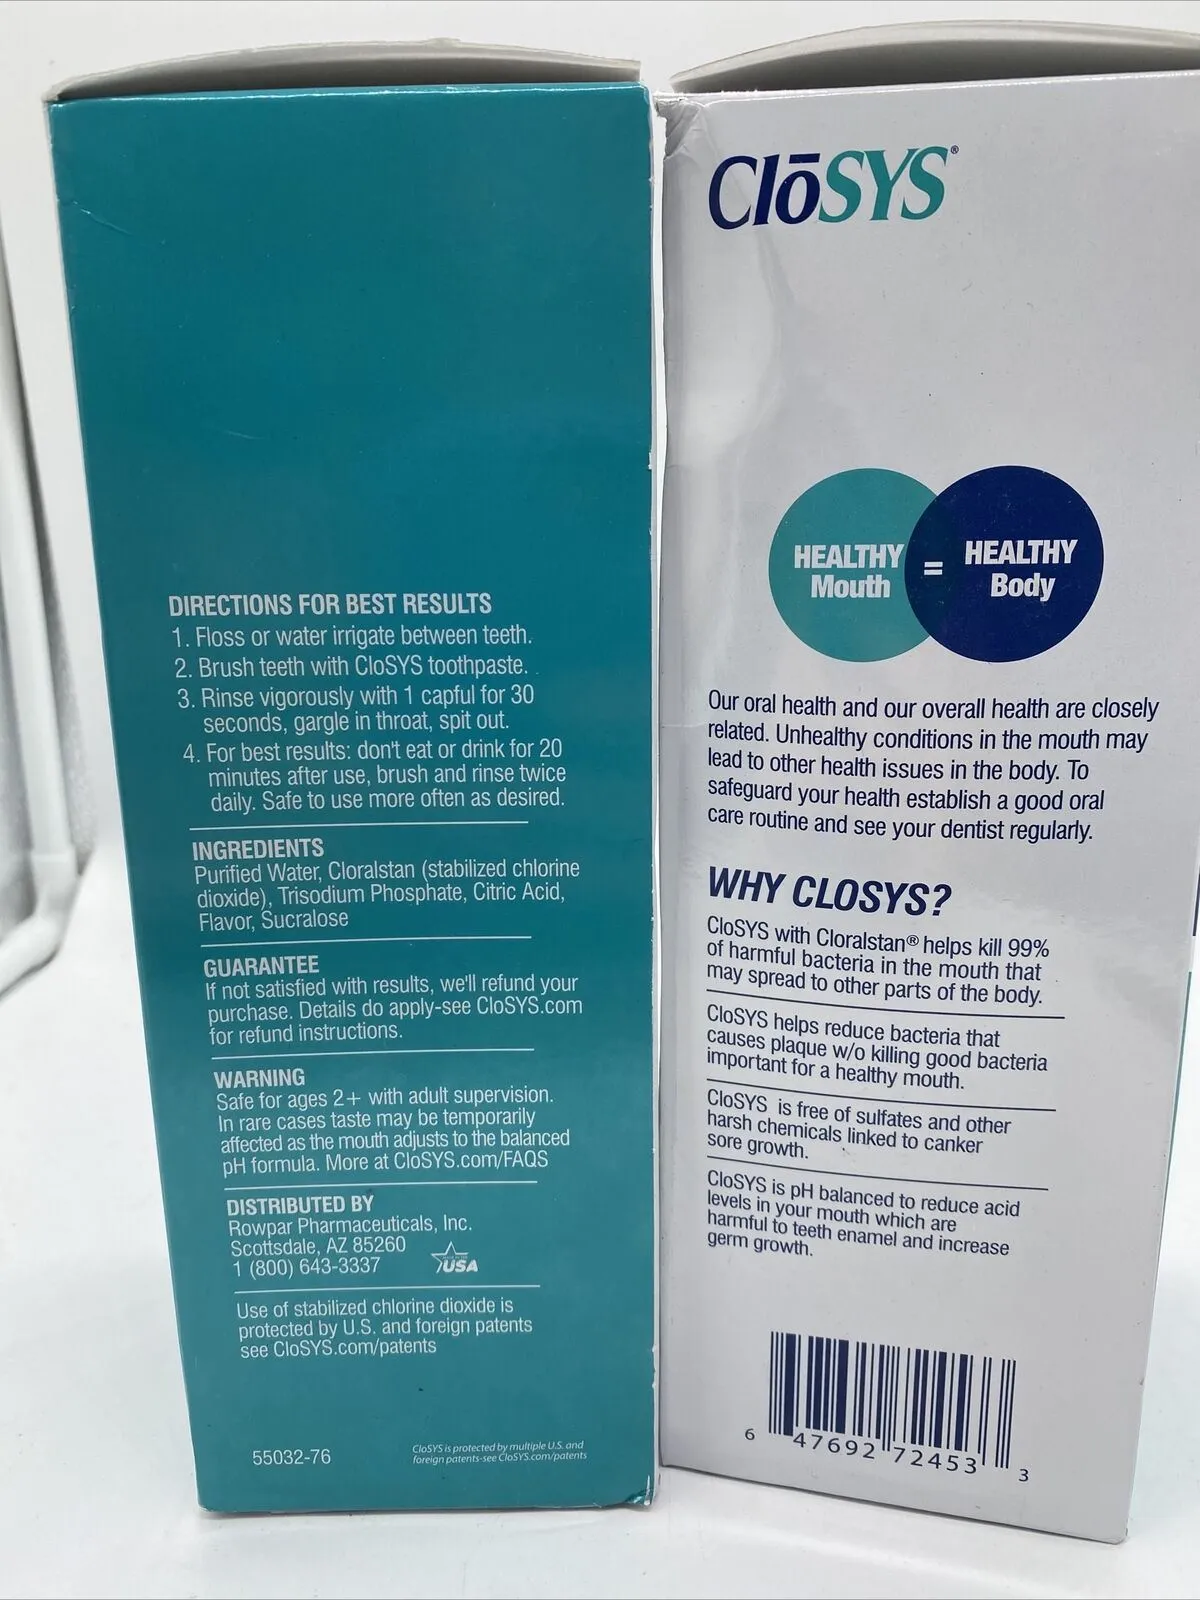 DIRECTIONS FOR BEST RESULTS
1. Floss or water irrigate between teeth.
2. Brush teeth with CloSYS toothpaste.
3. Rinse vigorously with 1 capful for 30
seconds, gargle in throat, spit out.
4. For best results: don't eat or drink for 20
minutes after use, brush and rinse twice
daily. Safe to use more often as desired.
INGREDIENTS
Purified Water, Cloralstan (stabilized chlorine
dioxide), Trisodium Phosphate, Citric Acid,
Flavor, Sucralose
GUARANTEE
If not satisfied with results, we'll refund your
purchase. Details do apply-see CloSYS.com
for refund instructions.
WARNING
Safe for ages 2+ with adult supervision.
In rare cases taste may be temporarily
affected as the mouth adjusts to the balanced
pH formula. More at CloSYS.com/FAQS
DISTRIBUTED BY
Rowpar Pharmaceuticals, Inc.
Scottsdale, AZ 85260
1 (800) 643-3337
USA
Use of stabilized chlorine dioxide is
protected by U.S. and foreign patents
see CloSYS.com/patents
55032-76
CloSYS is protected by multiple U.S. and
foreign patents-see CloSYS.com/patents
ClōSYS®
HEALTHY
Mouth
=
HEALTHY
Body
Our oral health and our overall health are closely
related. Unhealthy conditions in the mouth may
lead to other health issues in the body. To
safeguard your health establish a good oral
care routine and see your dentist regularly.
WHY CLOSYS?
CloSYS with Cloralstan® helps kill 99%
of harmful bacteria in the mouth that
may spread to other parts of the body.
CloSYS helps reduce bacteria that
causes plaque w/o killing good bacteria
important for a healthy mouth.
CloSYS is free of sulfates and other
harsh chemicals linked to canker
sore growth.
CloSYS is pH balanced to reduce acid
levels in your mouth which are
harmful to teeth enamel and increase
germ growth.
6 47692 72453 3